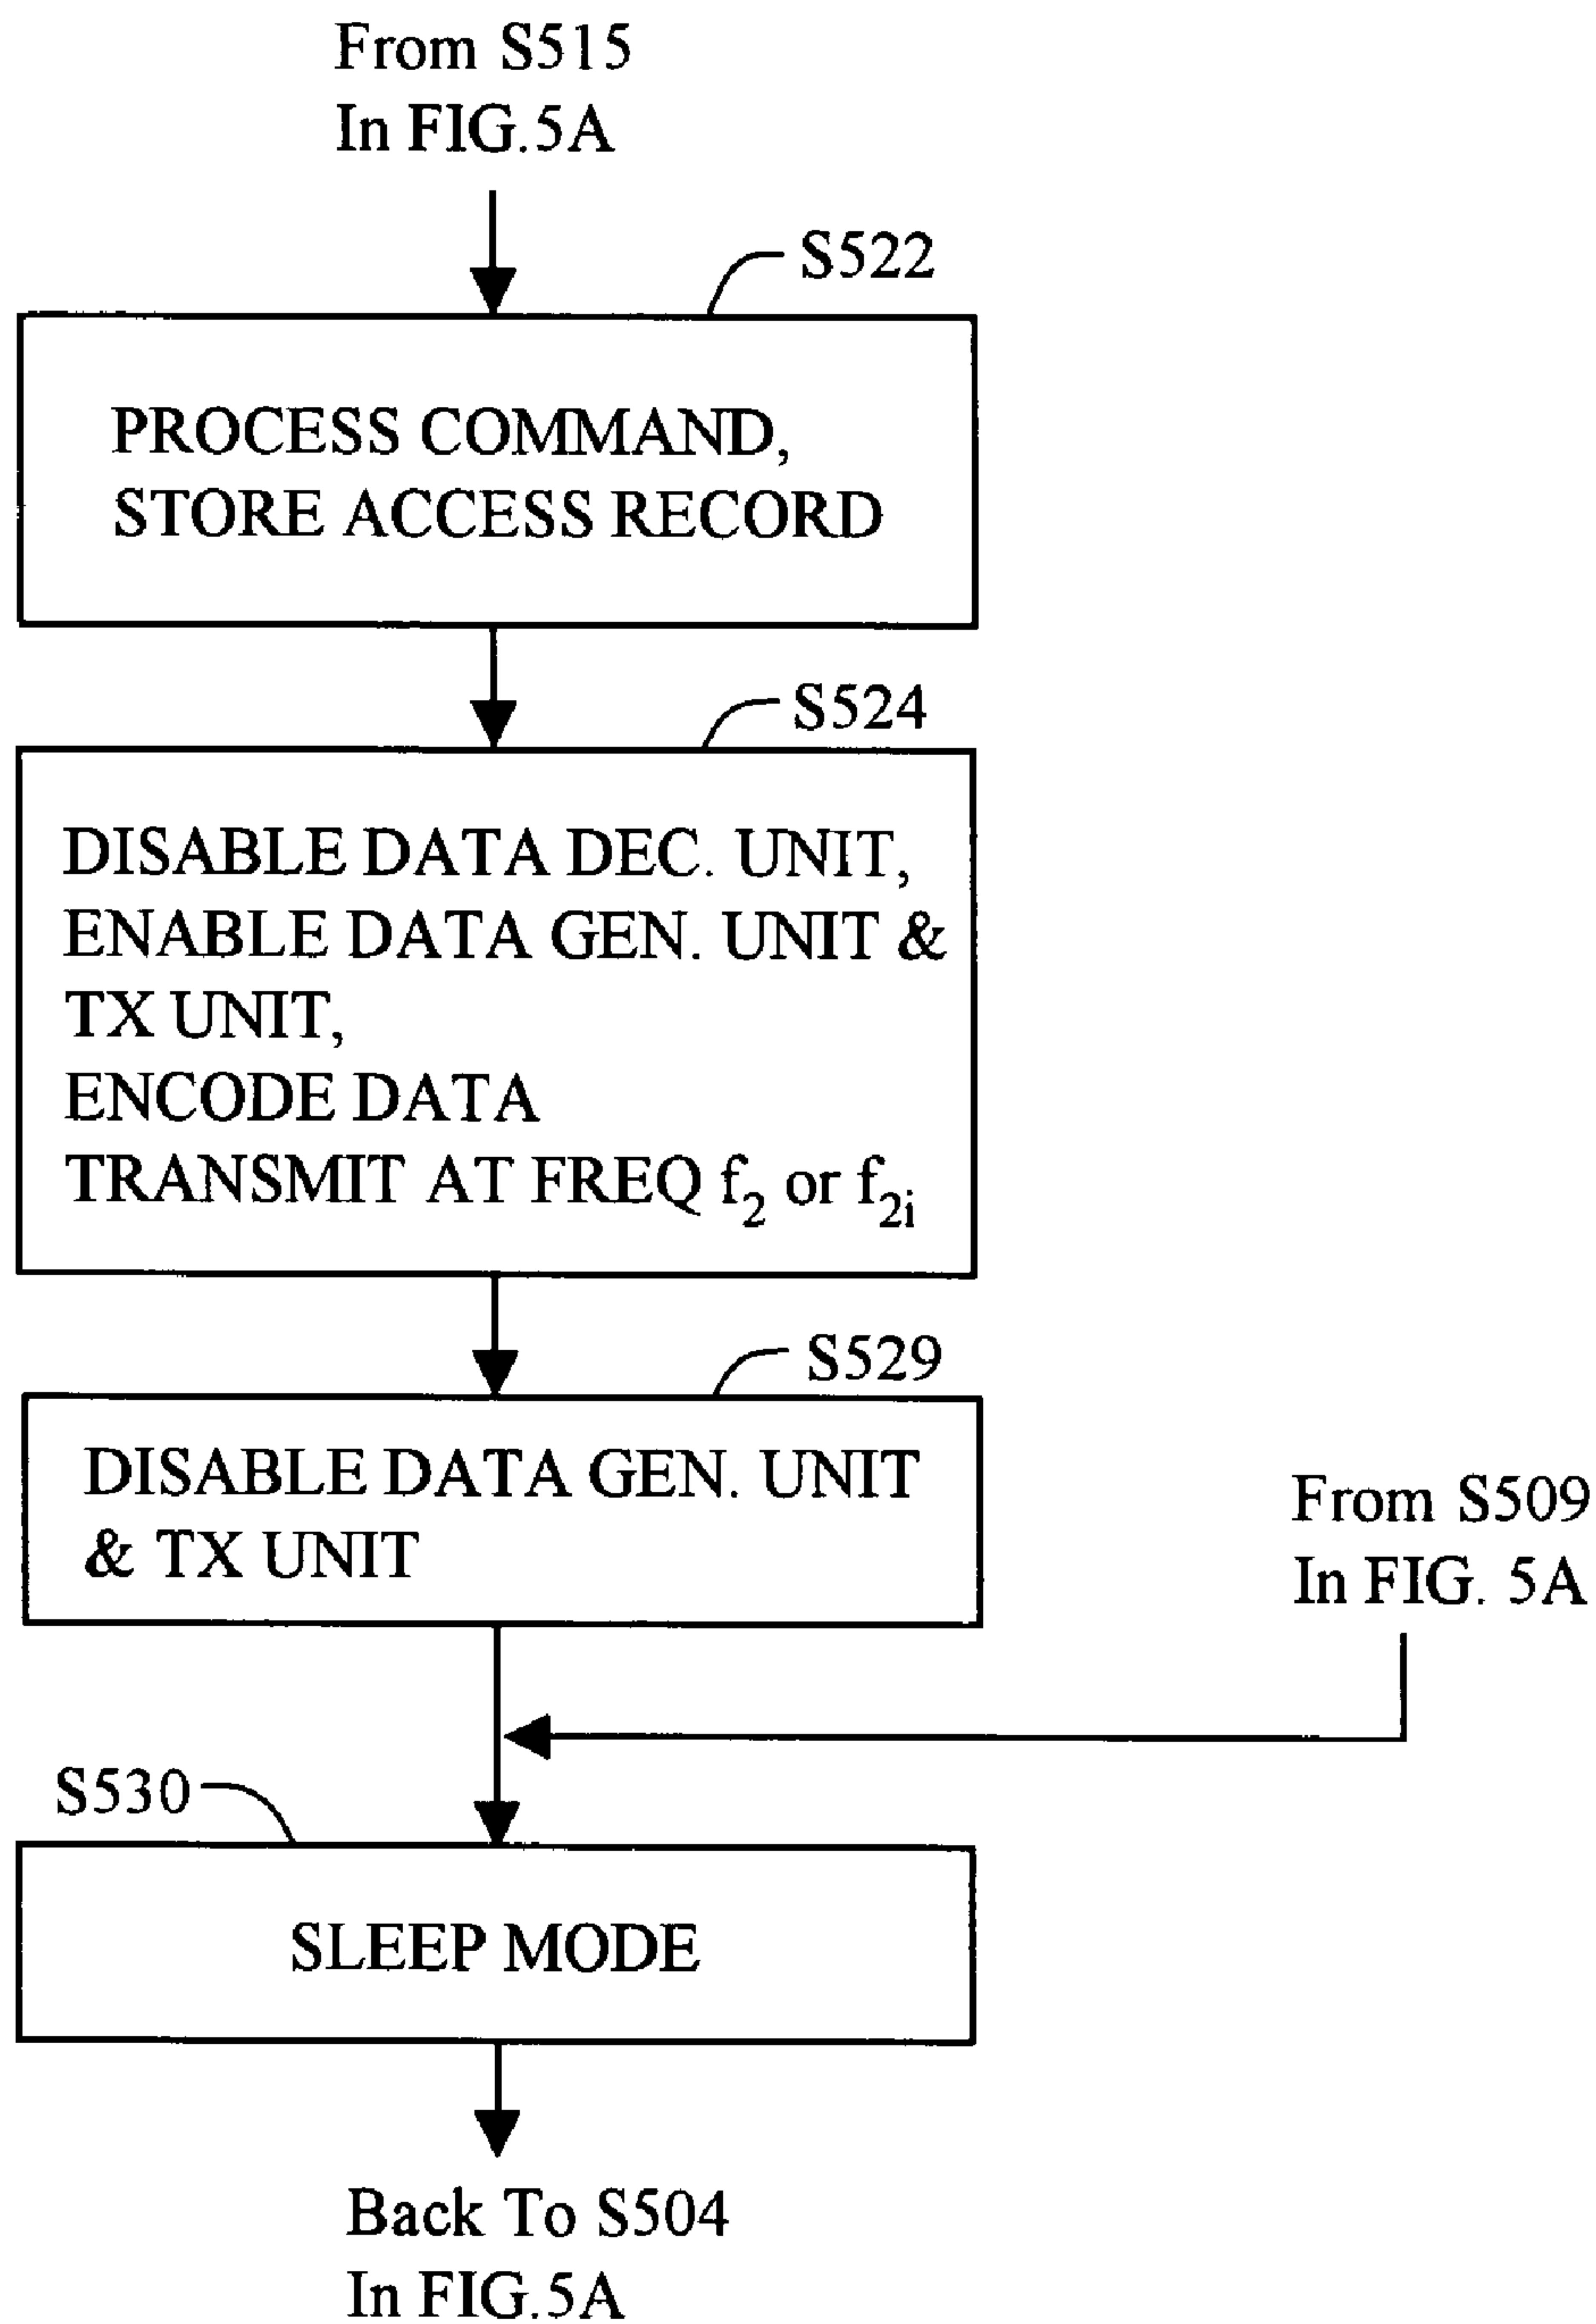 From S515
In FIG.5A
S522
PROCESS COMMAND,
STORE ACCESS RECORD
S524
DISABLE DATA DEC. UNIT,
ENABLE DATA GEN. UNIT &
TX UNIT,
ENCODE DATA
TRANSMIT AT FREQ f₂ or f₂ᵢ
S529
DISABLE DATA GEN. UNIT
& TX UNIT
From S509
In FIG. 5A
S530
SLEEP MODE
Back To S504
In FIG.5A